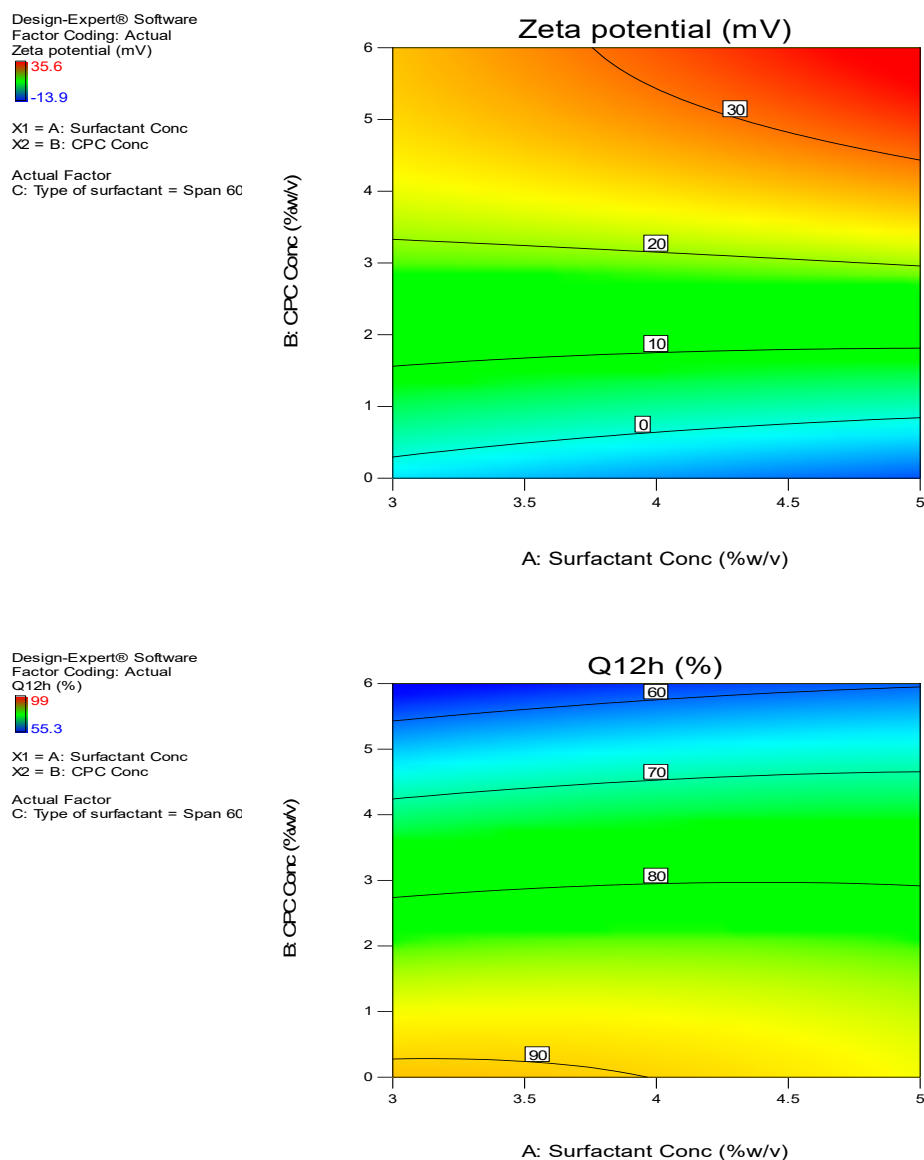 Design-Expert® Software
Factor Coding: Actual
Zeta potential (mV)
35.6
-13.9
X1 = A: Surfactant Conc
X2 = B: CPC Conc
Actual Factor
C: Type of surfactant = Span 60
Zeta potential (mV)
B: CPC Conc (%w/v)
6
5
4
3
2
1
0
30
20
10
0
3
3.5
4
4.5
5
A: Surfactant Conc (%w/v)
Design-Expert® Software
Factor Coding: Actual
Q12h (%)
99
55.3
X1 = A: Surfactant Conc
X2 = B: CPC Conc
Actual Factor
C: Type of surfactant = Span 60
Q12h (%)
B: CPC Conc (%w/v)
6
5
4
3
2
1
0
60
70
80
90
3
3.5
4
4.5
5
A: Surfactant Conc (%w/v)